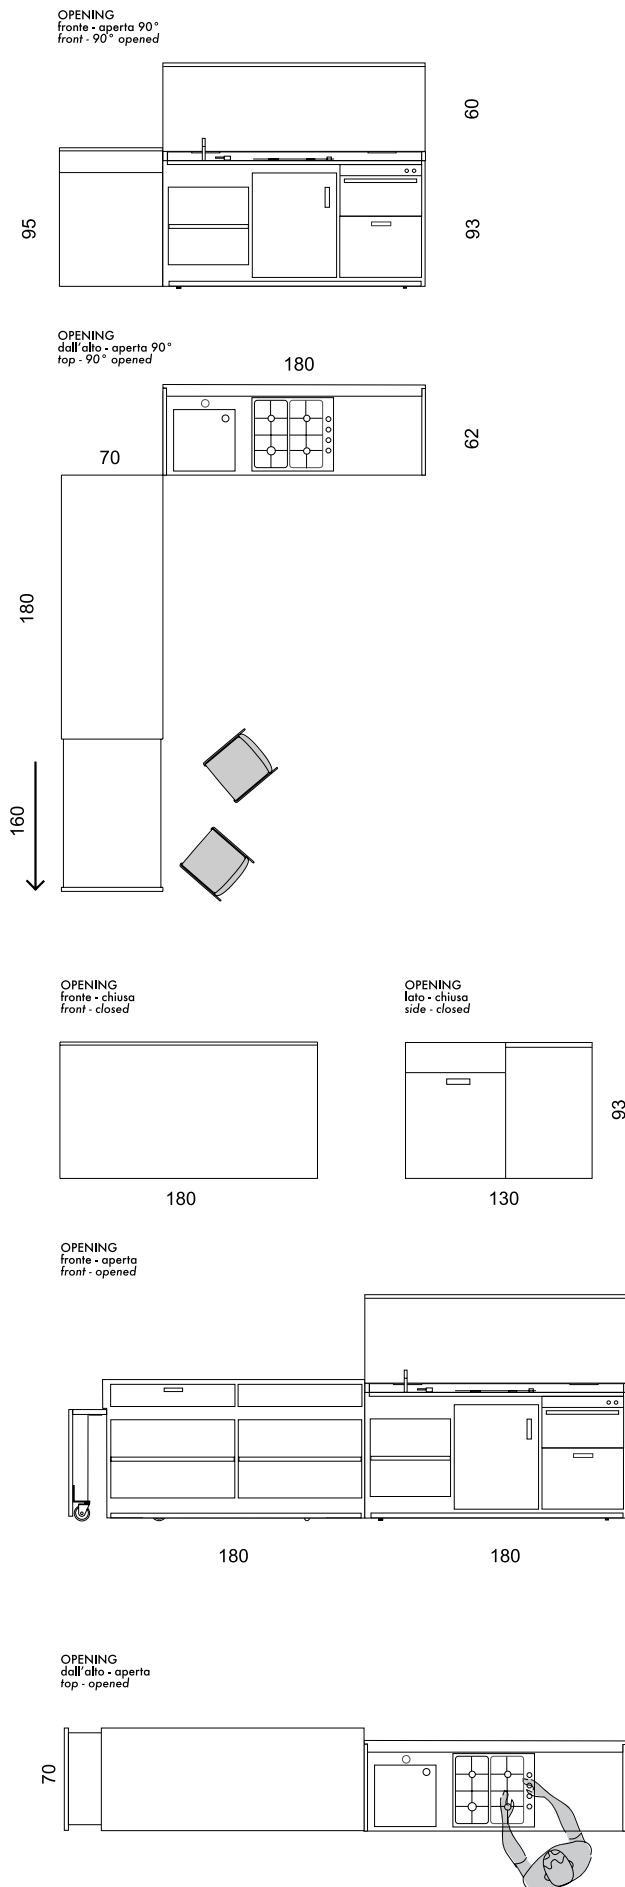 OPENING
fronte - aperta 90°
front - 90° opened
60
95
93
OPENING
dall'alto - aperta 90°
top - 90° opened
180
62
70
180
160
OPENING
fronte - chiusa
front - closed
OPENING
lato - chiusa
side - closed
93
180
130
OPENING
fronte - aperta
front - opened
180
180
OPENING
dall'alto - aperta
top - opened
70